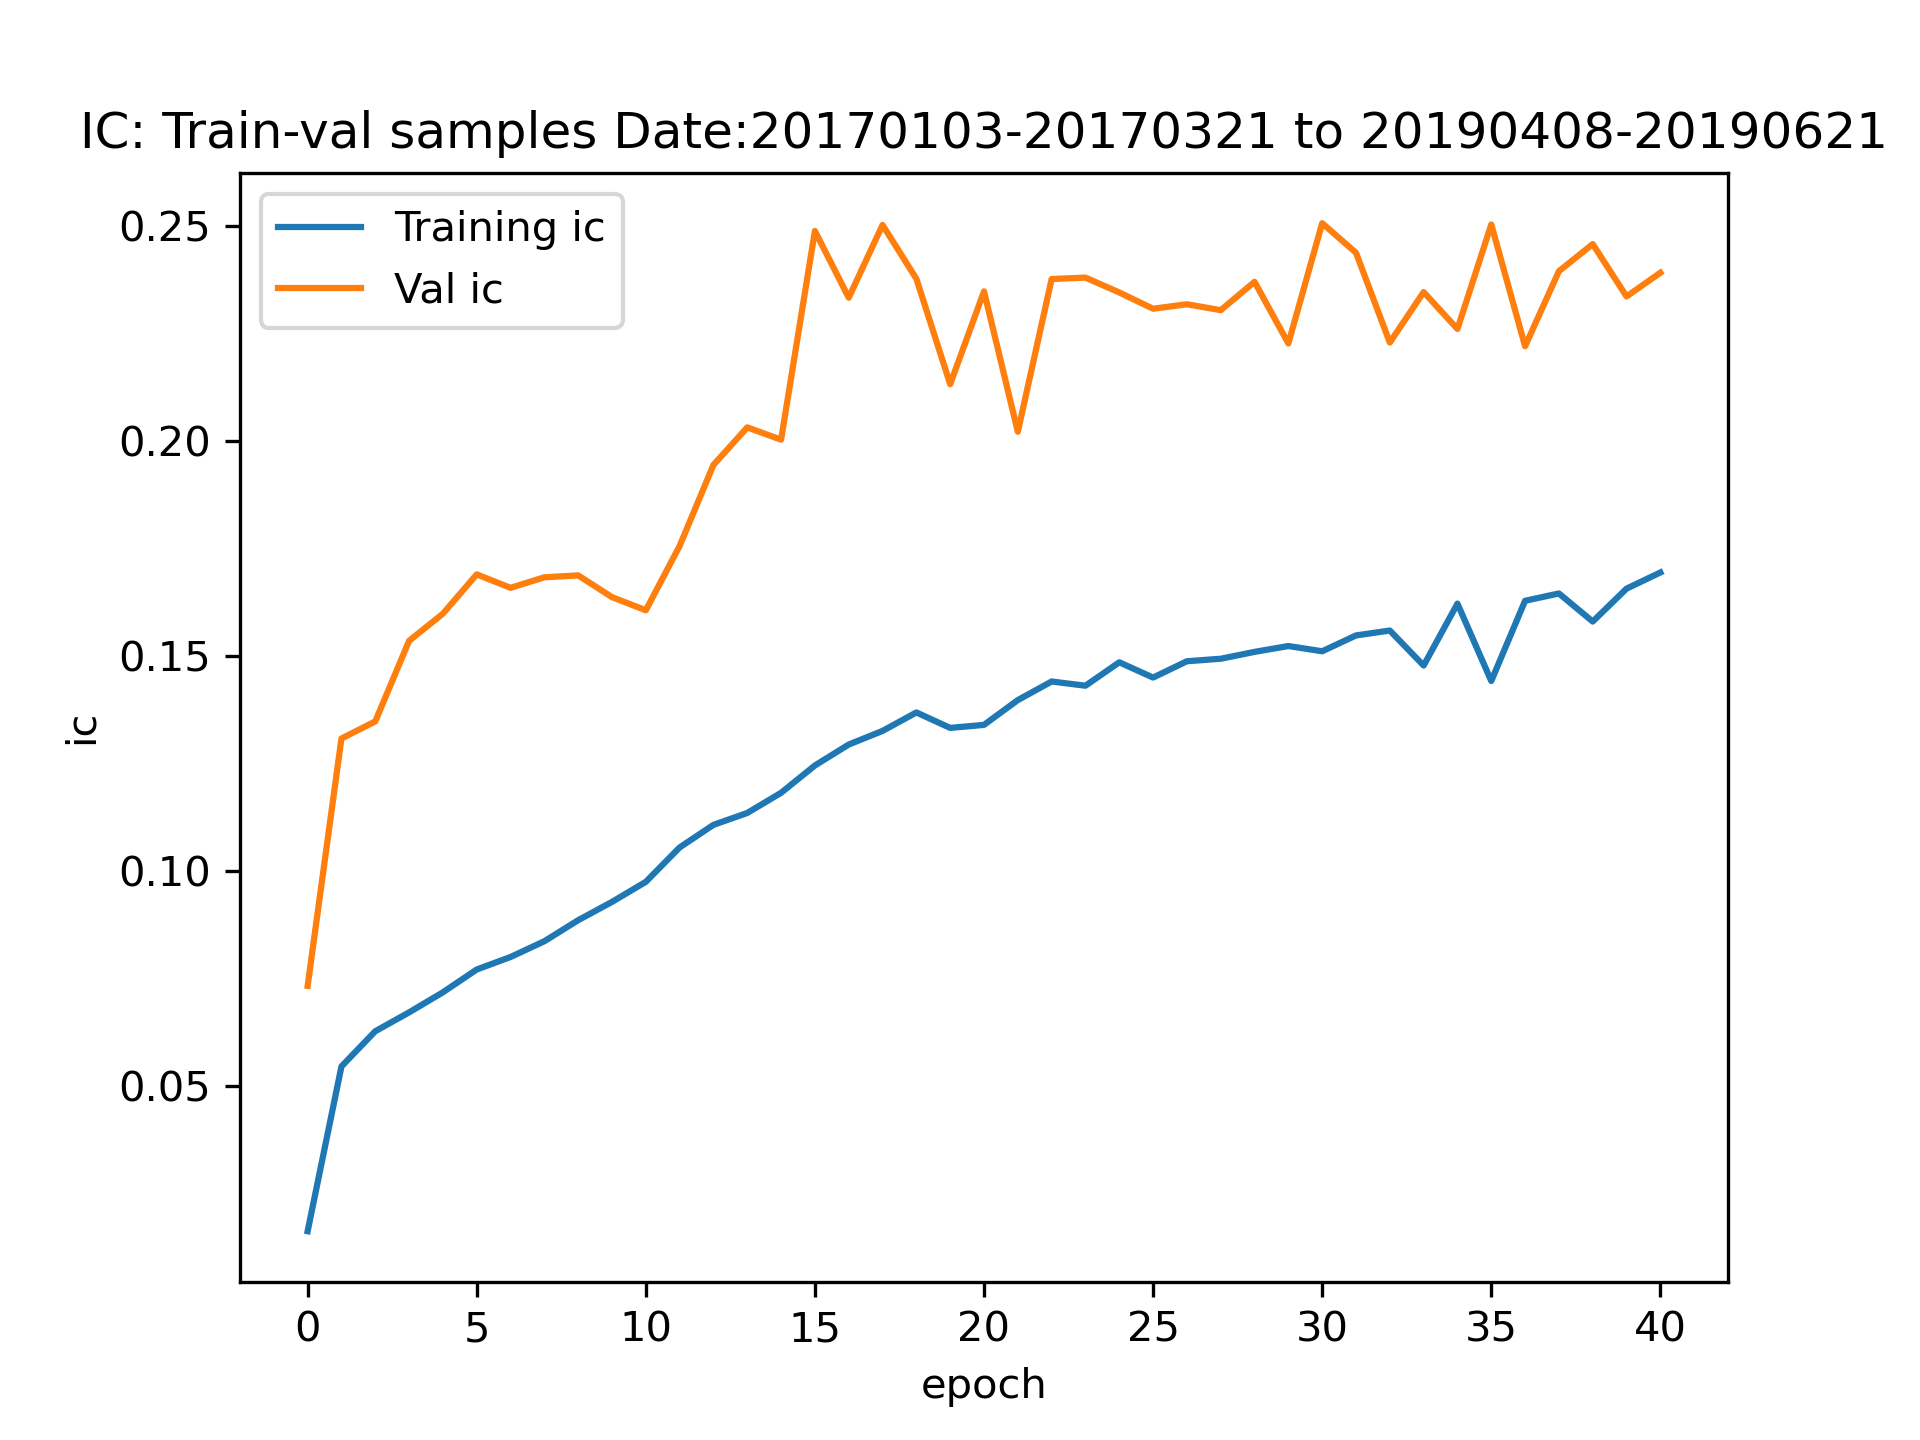 IC: Train-val samples Date:20170103-20170321 to 20190408-20190621
Training ic
Val ic
0.25
0.20
0.15
0.10
0.05
ic
0 5 10 15 20 25 30 35 40
epoch